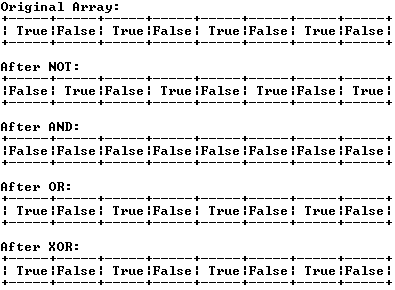 Original Array:
+-----+-----+-----+-----+-----+-----+-----+-----+
¦ True¦False¦ True¦False¦ True¦False¦ True¦False¦
+-----+-----+-----+-----+-----+-----+-----+-----+
After NOT:
+-----+-----+-----+-----+-----+-----+-----+-----+
¦False¦ True¦False¦ True¦False¦ True¦False¦ True¦
+-----+-----+-----+-----+-----+-----+-----+-----+
After AND:
+-----+-----+-----+-----+-----+-----+-----+-----+
¦False¦False¦False¦False¦False¦False¦False¦False¦
+-----+-----+-----+-----+-----+-----+-----+-----+
After OR:
+-----+-----+-----+-----+-----+-----+-----+-----+
¦ True¦False¦ True¦False¦ True¦False¦ True¦False¦
+-----+-----+-----+-----+-----+-----+-----+-----+
After XOR:
+-----+-----+-----+-----+-----+-----+-----+-----+
¦ True¦False¦ True¦False¦ True¦False¦ True¦False¦
+-----+-----+-----+-----+-----+-----+-----+-----+